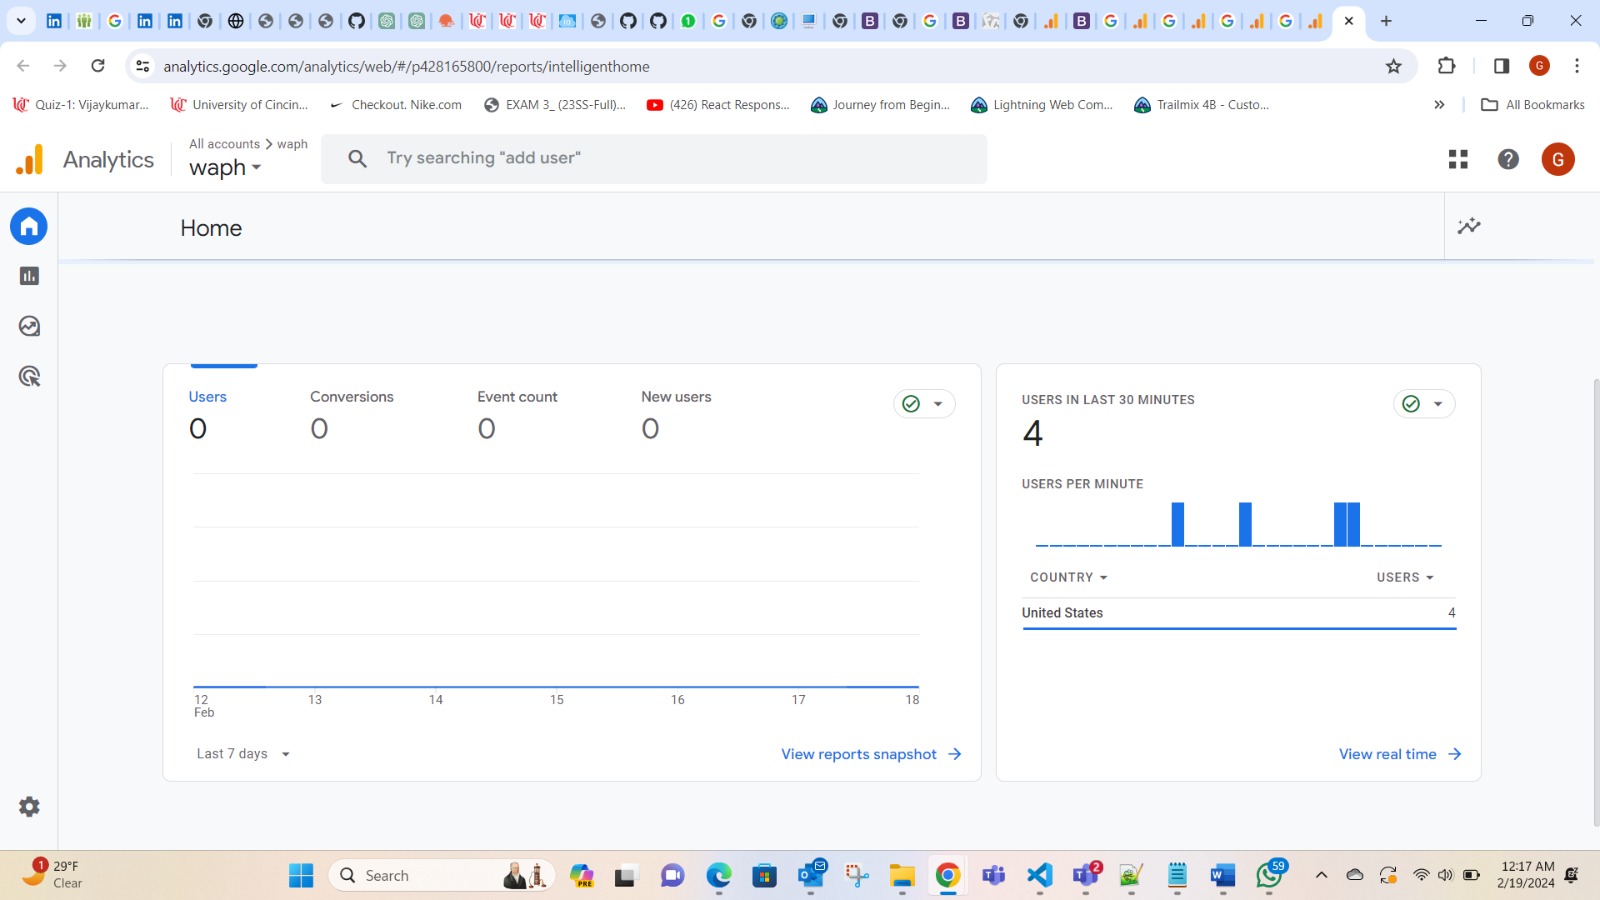 analytics.google.com/analytics/web/#/p428165800/reports/intelligenthome
Quiz-1: Vijaykumar...
University of Cincin...
Checkout. Nike.com
EXAM 3_ (23SS-Full)...
(426) React Respons...
Journey from Begin...
Lightning Web Com...
Trailmix 4B - Custo...
All Bookmarks
Analytics
All accounts > waph
waph
Try searching "add user"
G
G
Home
Users
0
Conversions
0
Event count
0
New users
0
12
Feb
13
14
15
16
17
18
Last 7 days
View reports snapshot
USERS IN LAST 30 MINUTES
4
USERS PER MINUTE
COUNTRY
USERS
United States
4
View real time
1
29°F
Clear
Search
PRE
2
59
12:17 AM
2/19/2024